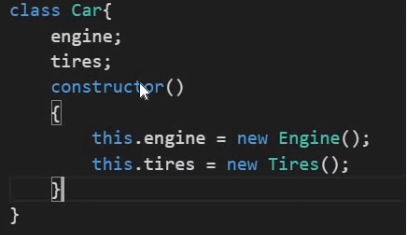 class Car{
    engine;
    tires;
    constructor()
    {
        this.engine = new Engine();
        this.tires = new Tires();
    }
}